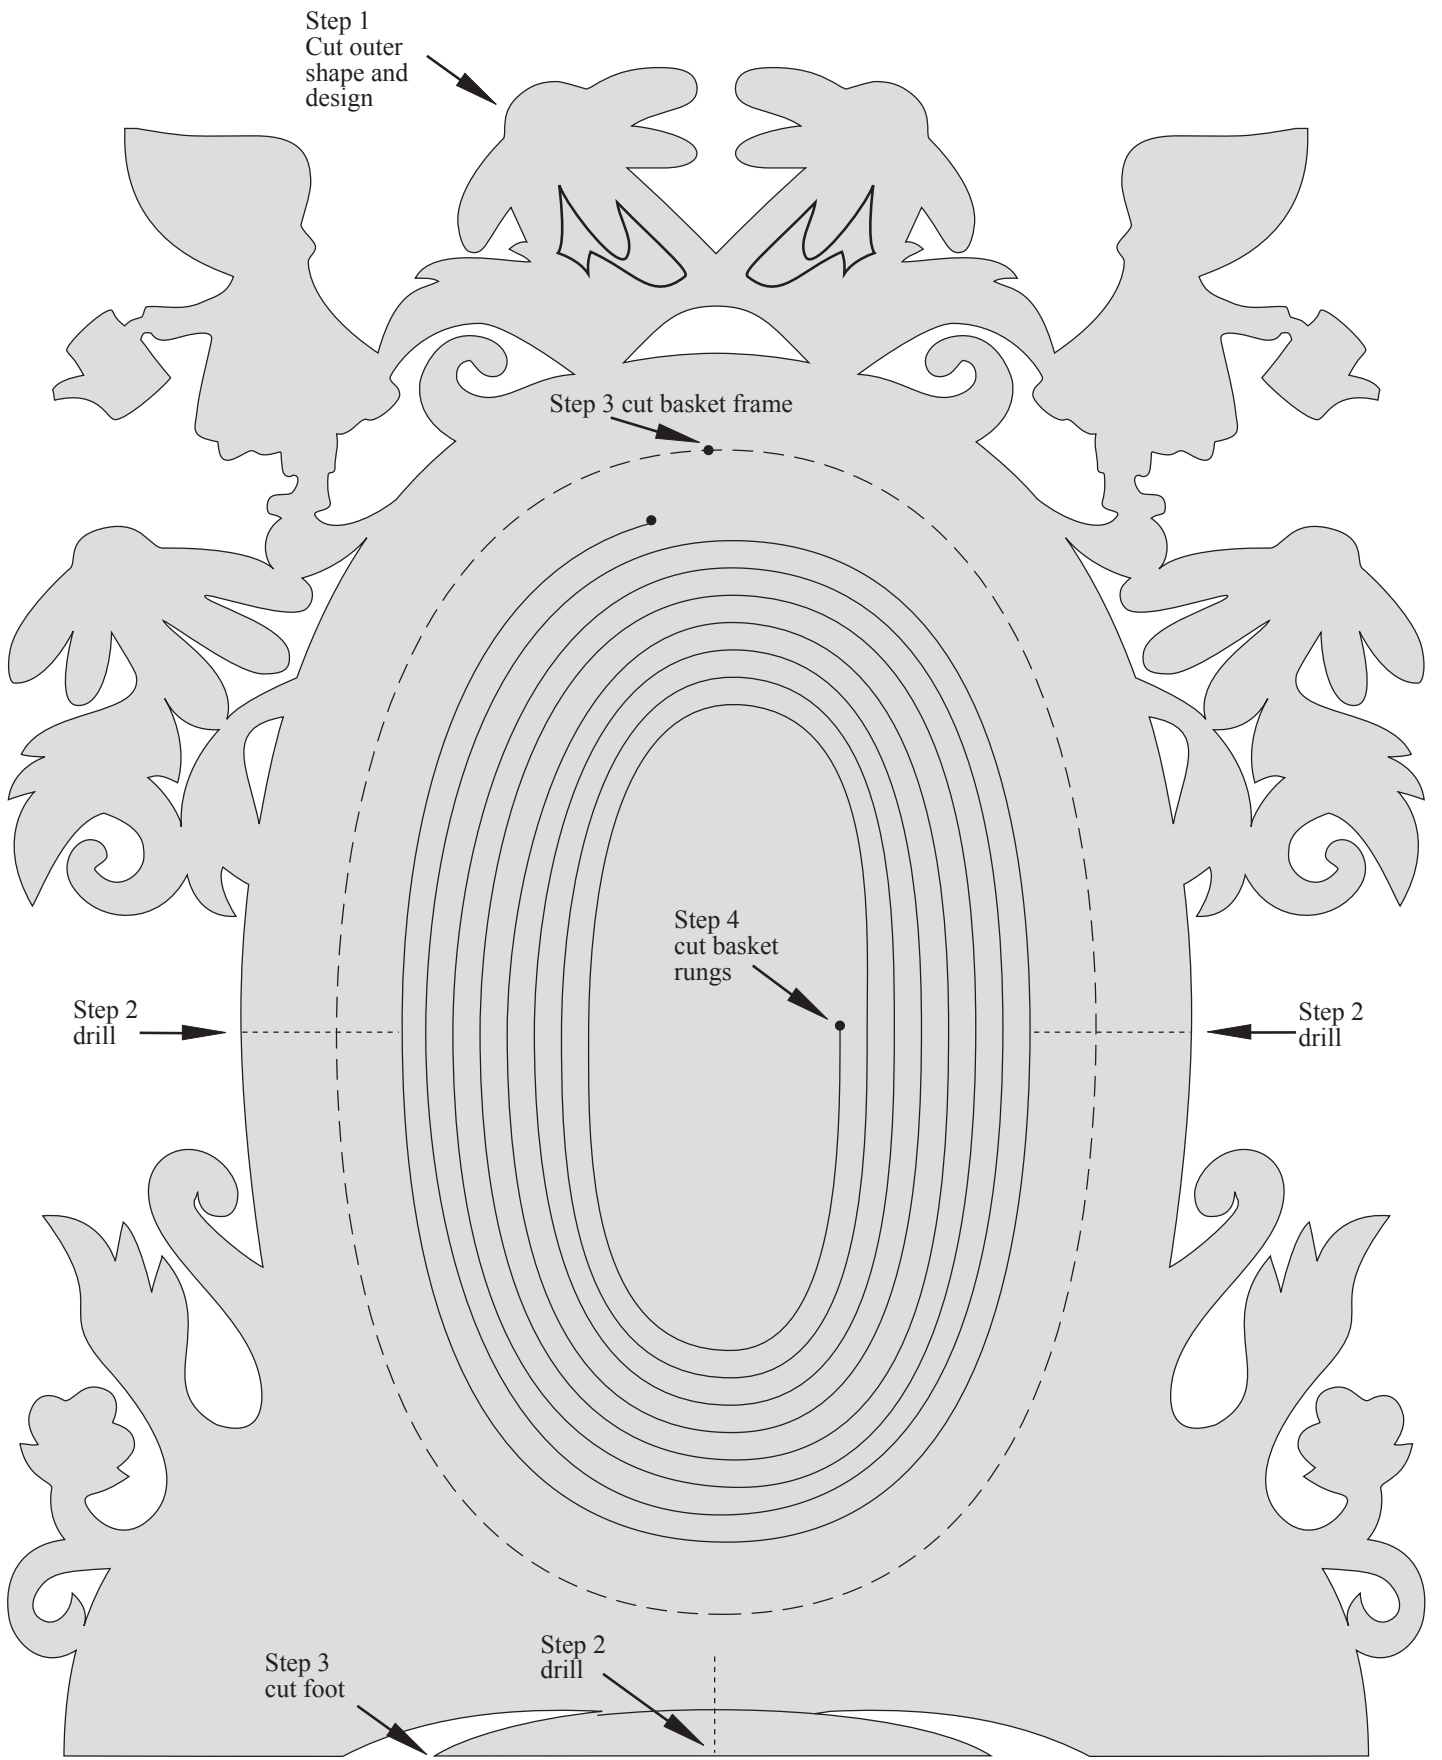 Step 1
Cut outer
shape and
design
Step 3 cut basket frame
Step 4
cut basket
rungs
Step 2
drill
Step 2
drill
Step 2
drill
Step 3
cut foot